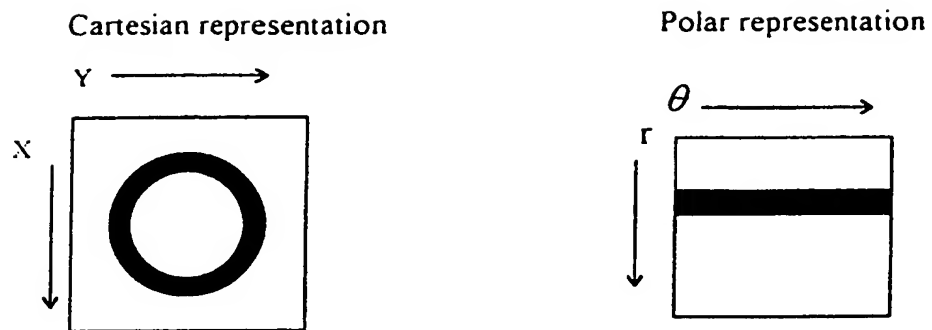 Cartesian representation
Y
X
Polar representation
θ
r